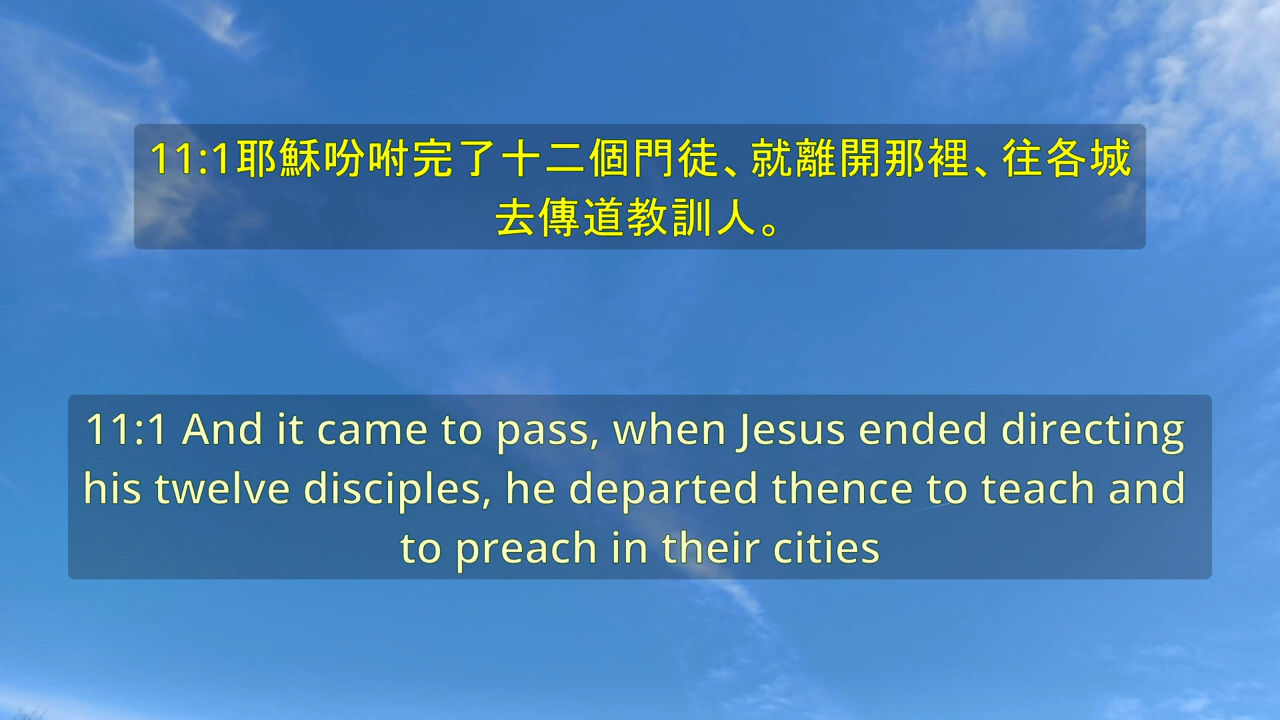 11:1耶穌吩咐完了十二個門徒、就離開那裡、往各城
去傳道教訓人。
11:1 And it came to pass, when Jesus ended directing
his twelve disciples, he departed thence to teach and
to preach in their cities